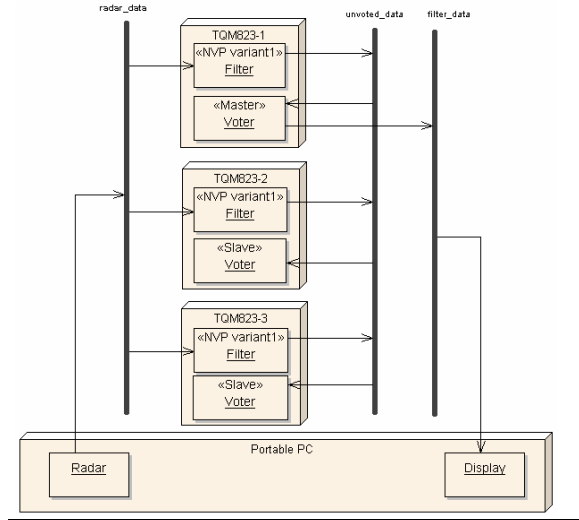 radar_data
unvoted_data
filter_data
TQM823-1
«NVP variant1»
Filter
«Master»
Voter
TQM823-2
«NVP variant1»
Filter
«Slave»
Voter
TQM823-3
«NVP variant1»
Filter
«Slave»
Voter
Portable PC
Radar
Display